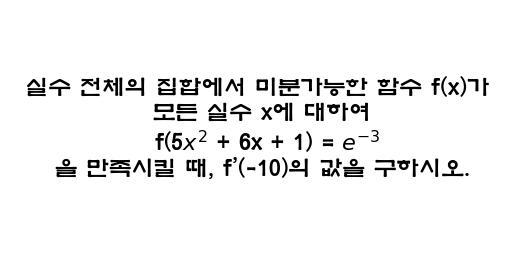 실수 전체의 집합에서 미분가능한 함수 f(x)가
모든 실수 x에 대하여
f(5x² + 6x + 1) = e⁻³
을 만족시킬 때, f’(-10)의 값을 구하시오.